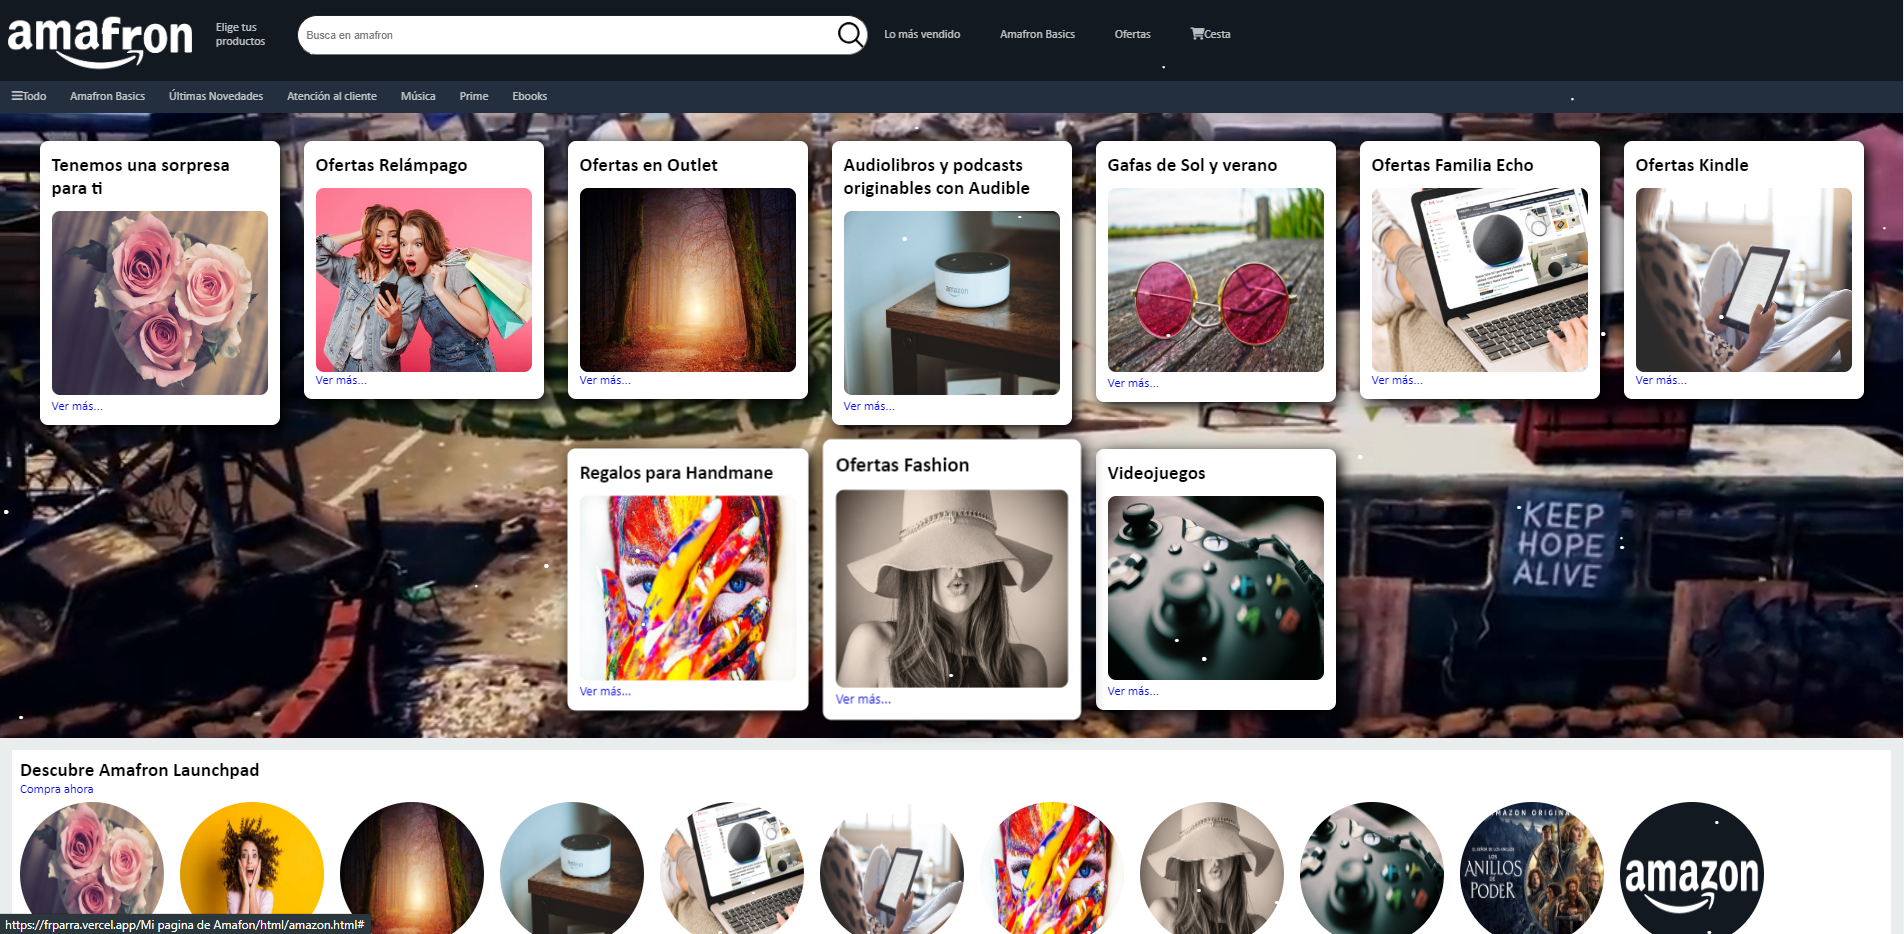 amafron
Elige tus
productos
Busca en amafron
Lo más vendido
Amafron Basics
Ofertas
Cesta
Todo
Amafron Basics
Últimas Novedades
Atención al cliente
Música
Prime
Ebooks
Tenemos una sorpresa
para ti
Ver más...
Ofertas Relámpago
Ver más...
Ofertas en Outlet
Ver más...
Audiolibros y podcasts
originables con Audible
amazon
Ver más...
Gafas de Sol y verano
Ver más...
Ofertas Familia Echo
Ver más...
Ofertas Kindle
Ver más...
Regalos para Handmane
Ver más...
Ofertas Fashion
Ver más...
Videojuegos
Ver más...
KEEP
HOPE
ALIVE
Descubre Amafron Launchpad
Compra ahora
AMAZON ORIGINAL
EL SEÑOR DE LOS ANILLOS
LOS
ANILLOS
DE
PODER
amazon
https://frparra.vercel.app/Mi pagina de Amafon/html/amazon.html#